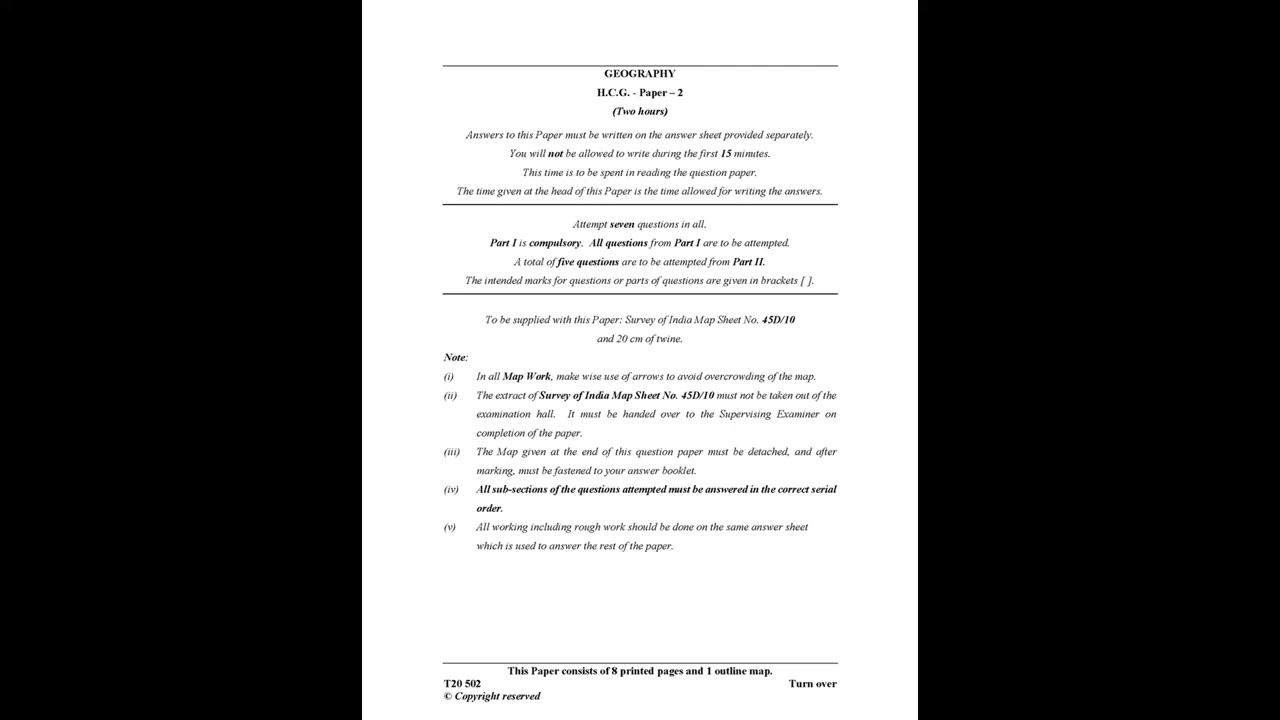 GEOGRAPHY
H.C.G. - Paper – 2
(Two hours)
Answers to this Paper must be written on the answer sheet provided separately.
You will not be allowed to write during the first 15 minutes.
This time is to be spent in reading the question paper.
The time given at the head of this Paper is the time allowed for writing the answers.
Attempt seven questions in all.
Part I is compulsory. All questions from Part I are to be attempted.
A total of five questions are to be attempted from Part II.
The intended marks for questions or parts of questions are given in brackets [ ].
To be supplied with this Paper: Survey of India Map Sheet No. 45D/10
and 20 cm of twine.
Note:
(i) In all Map Work, make wise use of arrows to avoid overcrowding of the map.
(ii) The extract of Survey of India Map Sheet No. 45D/10 must not be taken out of the
examination hall. It must be handed over to the Supervising Examiner on
completion of the paper.
(iii) The Map given at the end of this question paper must be detached, and after
marking, must be fastened to your answer booklet.
(iv) All sub-sections of the questions attempted must be answered in the correct serial
order.
(v) All working including rough work should be done on the same answer sheet
which is used to answer the rest of the paper.
This Paper consists of 8 printed pages and 1 outline map.
T20 502 Turn over
© Copyright reserved